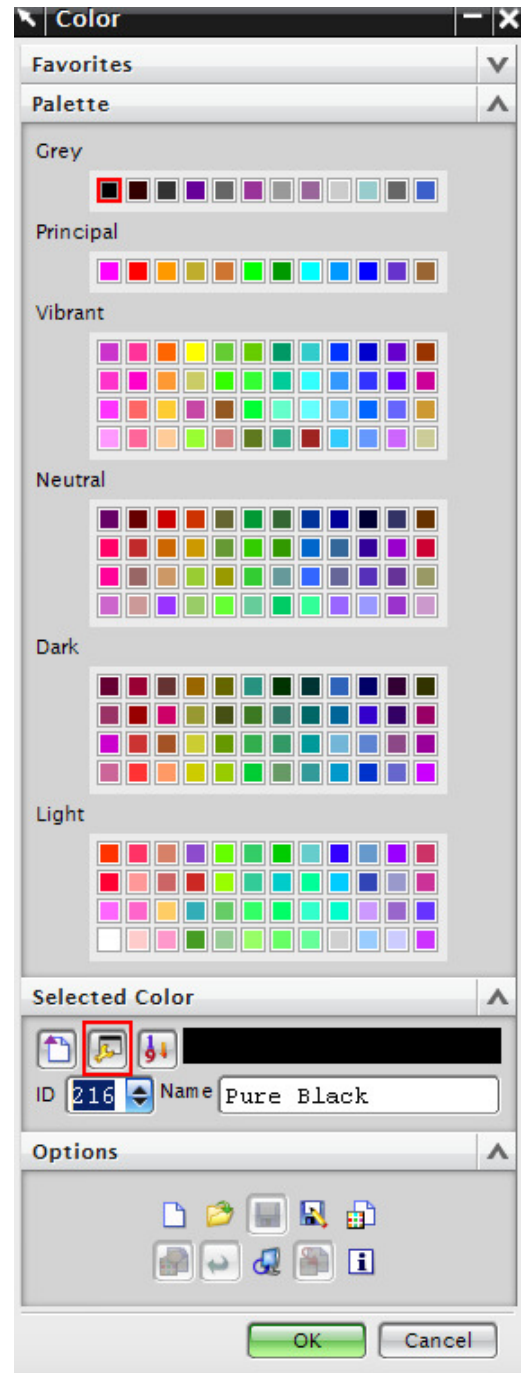 Color
Favorites
Palette
Grey
Principal
Vibrant
Neutral
Dark
Light
Selected Color
ID 216 Name Pure Black
Options
OK Cancel